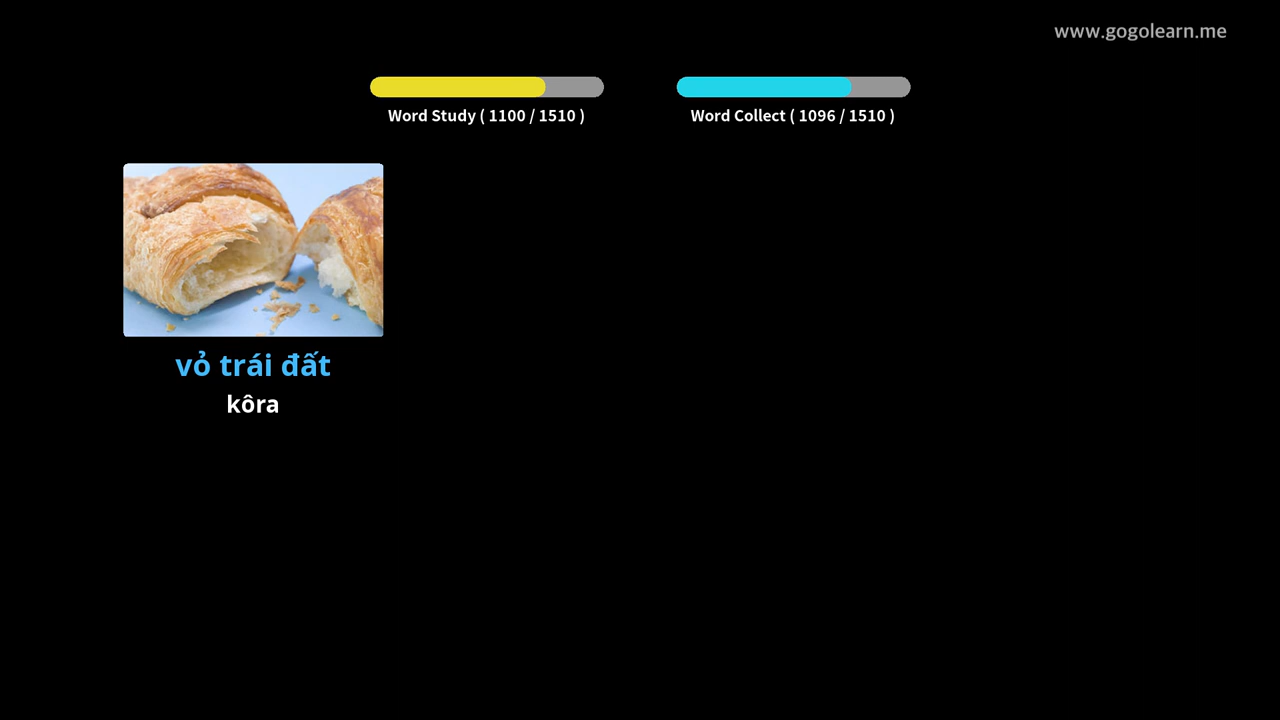 www.gogolearn.me
Word Study ( 1100 / 1510 )
Word Collect ( 1096 / 1510 )
vỏ trái đất
kôra